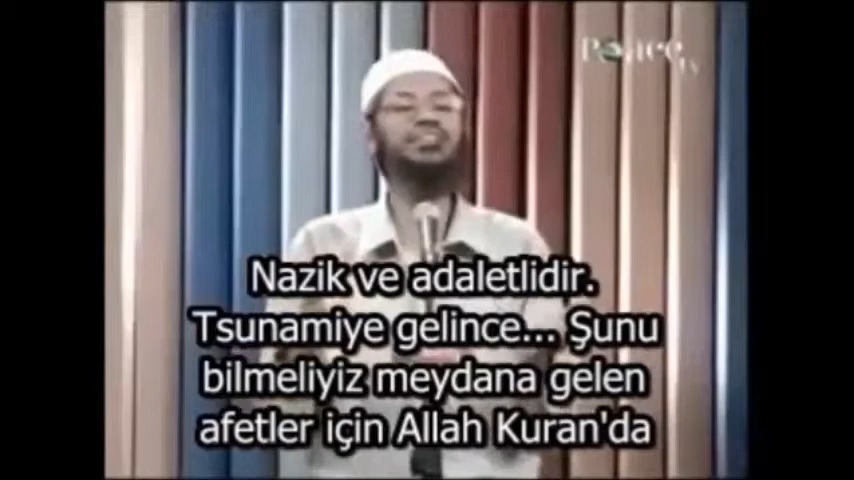 Peace TV
Nazik ve adaletlidir.
Tsunamiye gelince... Şunu
bilmeliyiz meydana gelen
afetler için Allah Kuran'da